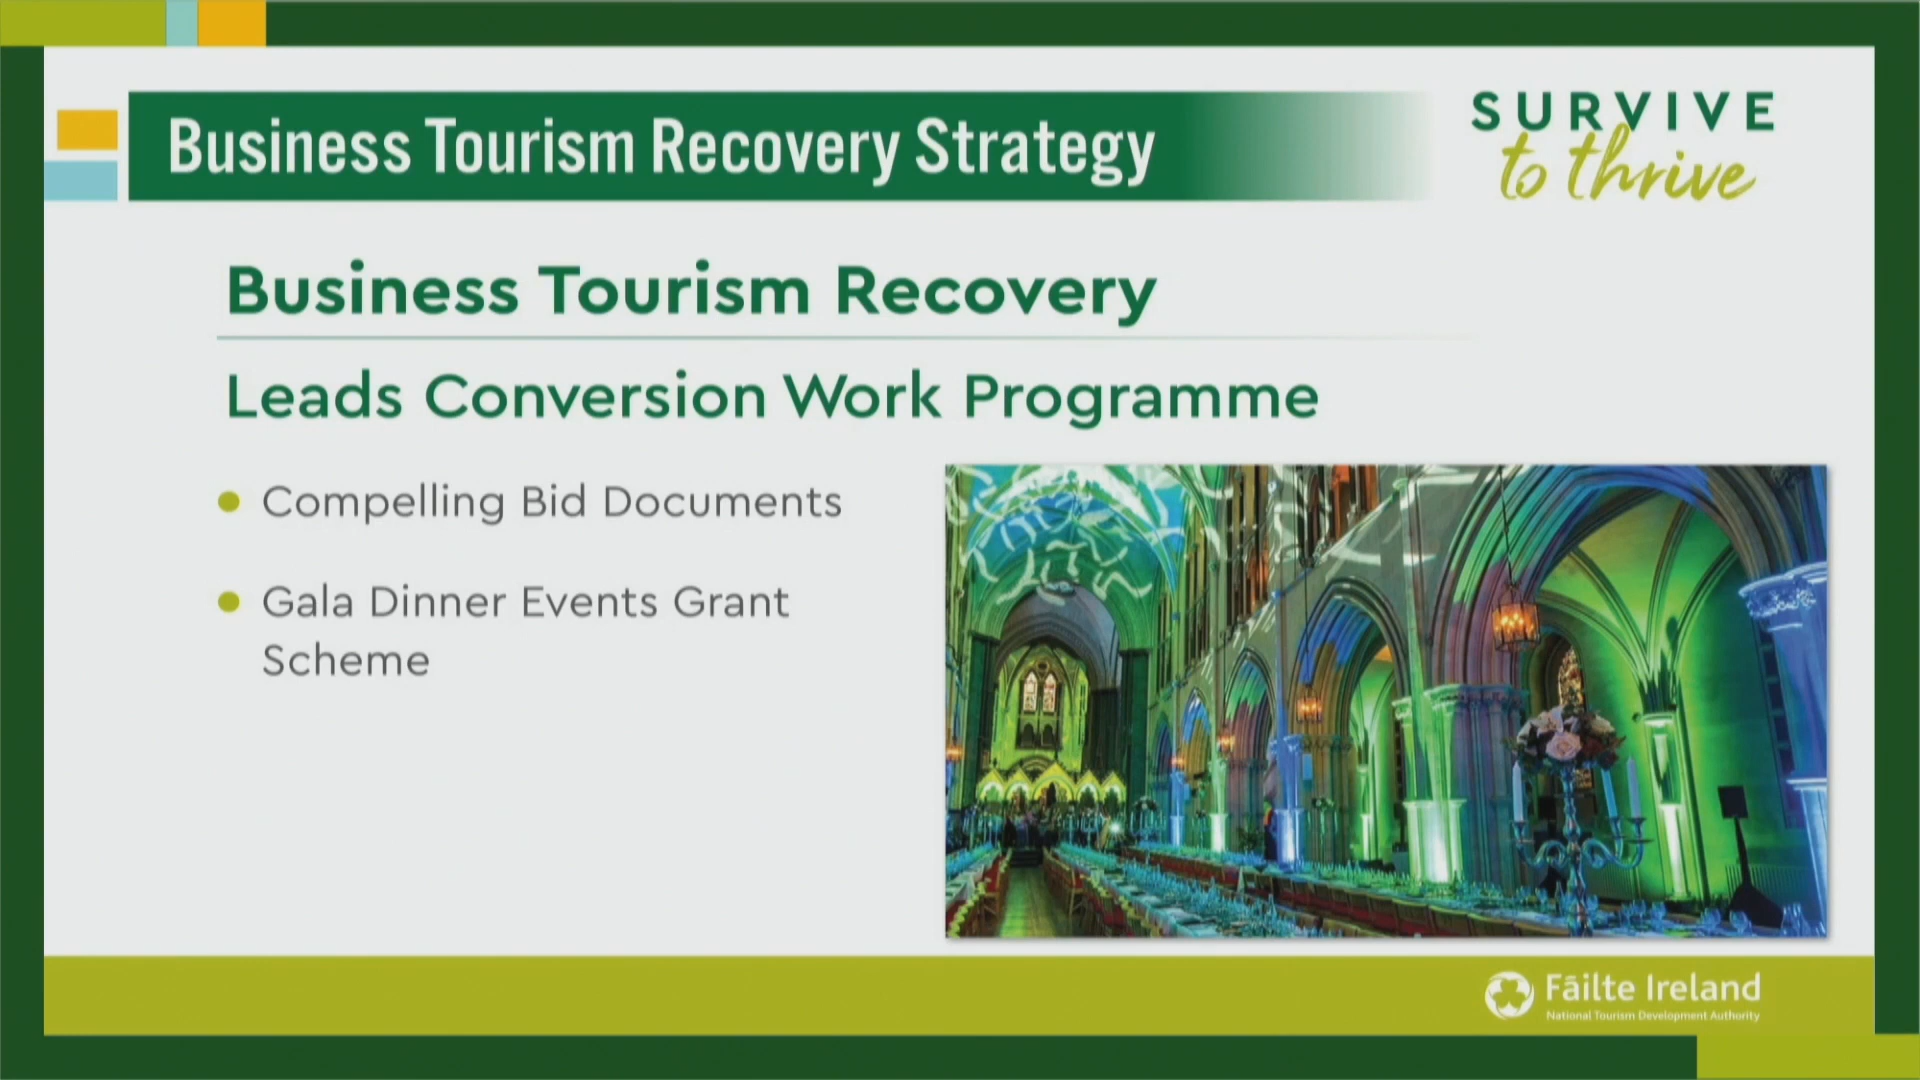 Business Tourism Recovery Strategy
SURVIVE
to thrive
Business Tourism Recovery
Leads Conversion Work Programme
Compelling Bid Documents
Gala Dinner Events Grant
Scheme
Fáilte Ireland
National Tourism Development Authority